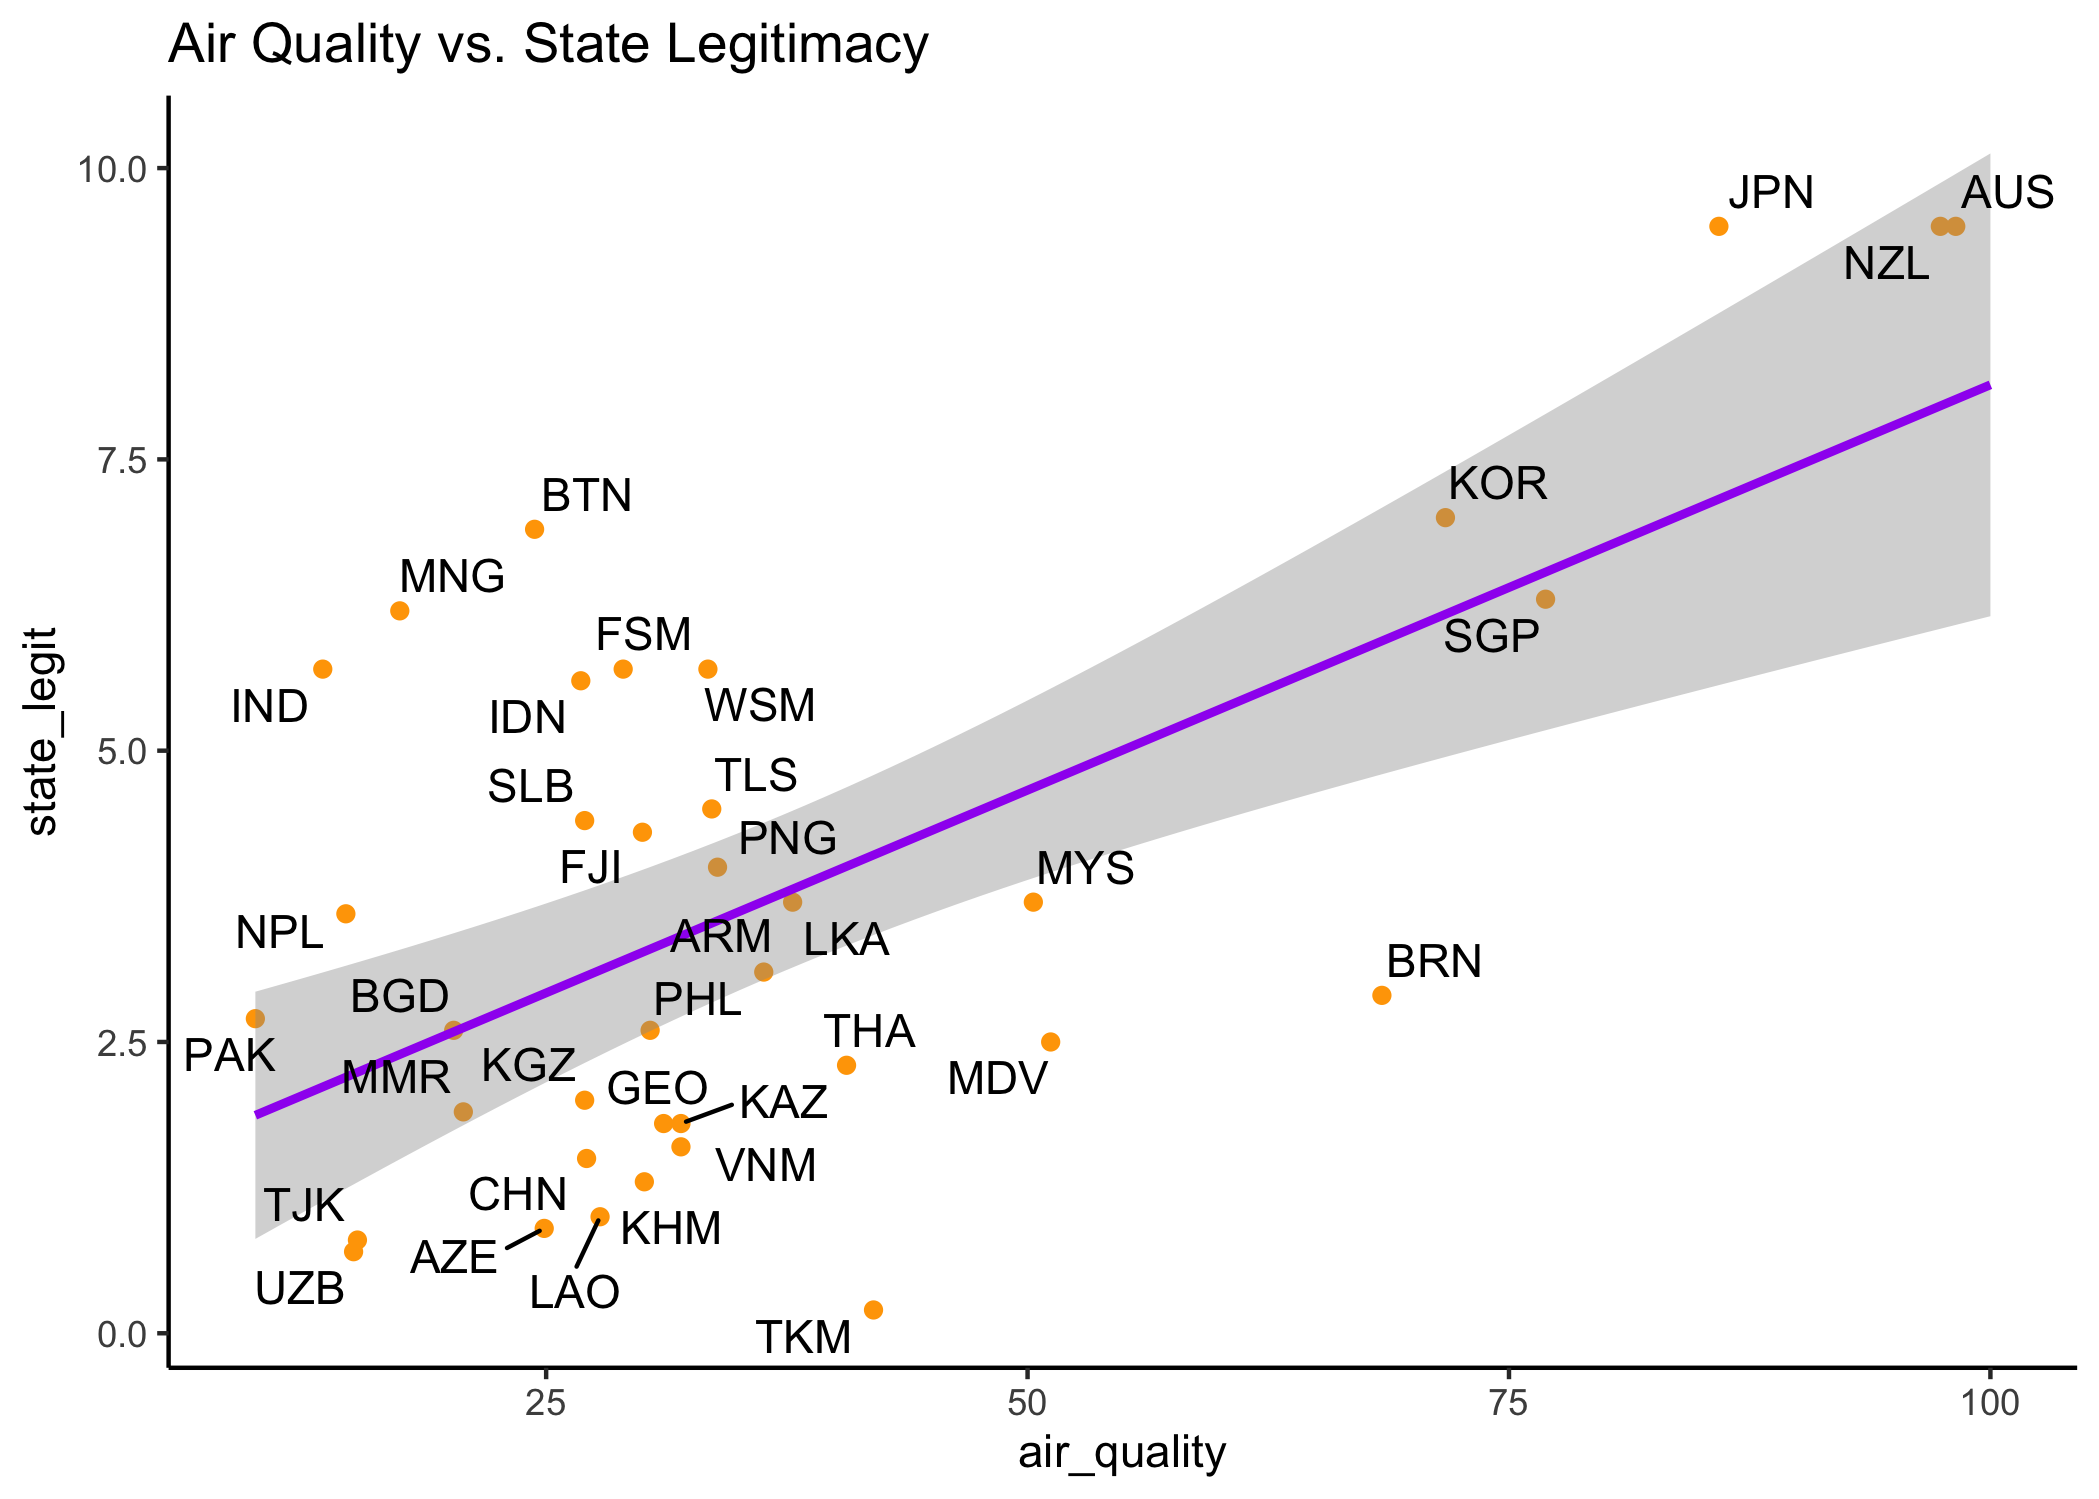 Air Quality vs. State Legitimacy
10.0
JPN
AUS
NZL
7.5
KOR
BTN
MNG
FSM
SGP
IND
IDN
WSM
state_legit
5.0
SLB
TLS
PNG
FJI
MYS
NPL
ARM
LKA
BRN
BGD
PHL
THA
2.5
PAK
MMR
KGZ
GEO
KAZ
MDV
VNM
TJK
CHN
KHM
AZE
UZB
LAO
0.0
TKM
25
50
75
100
air_quality